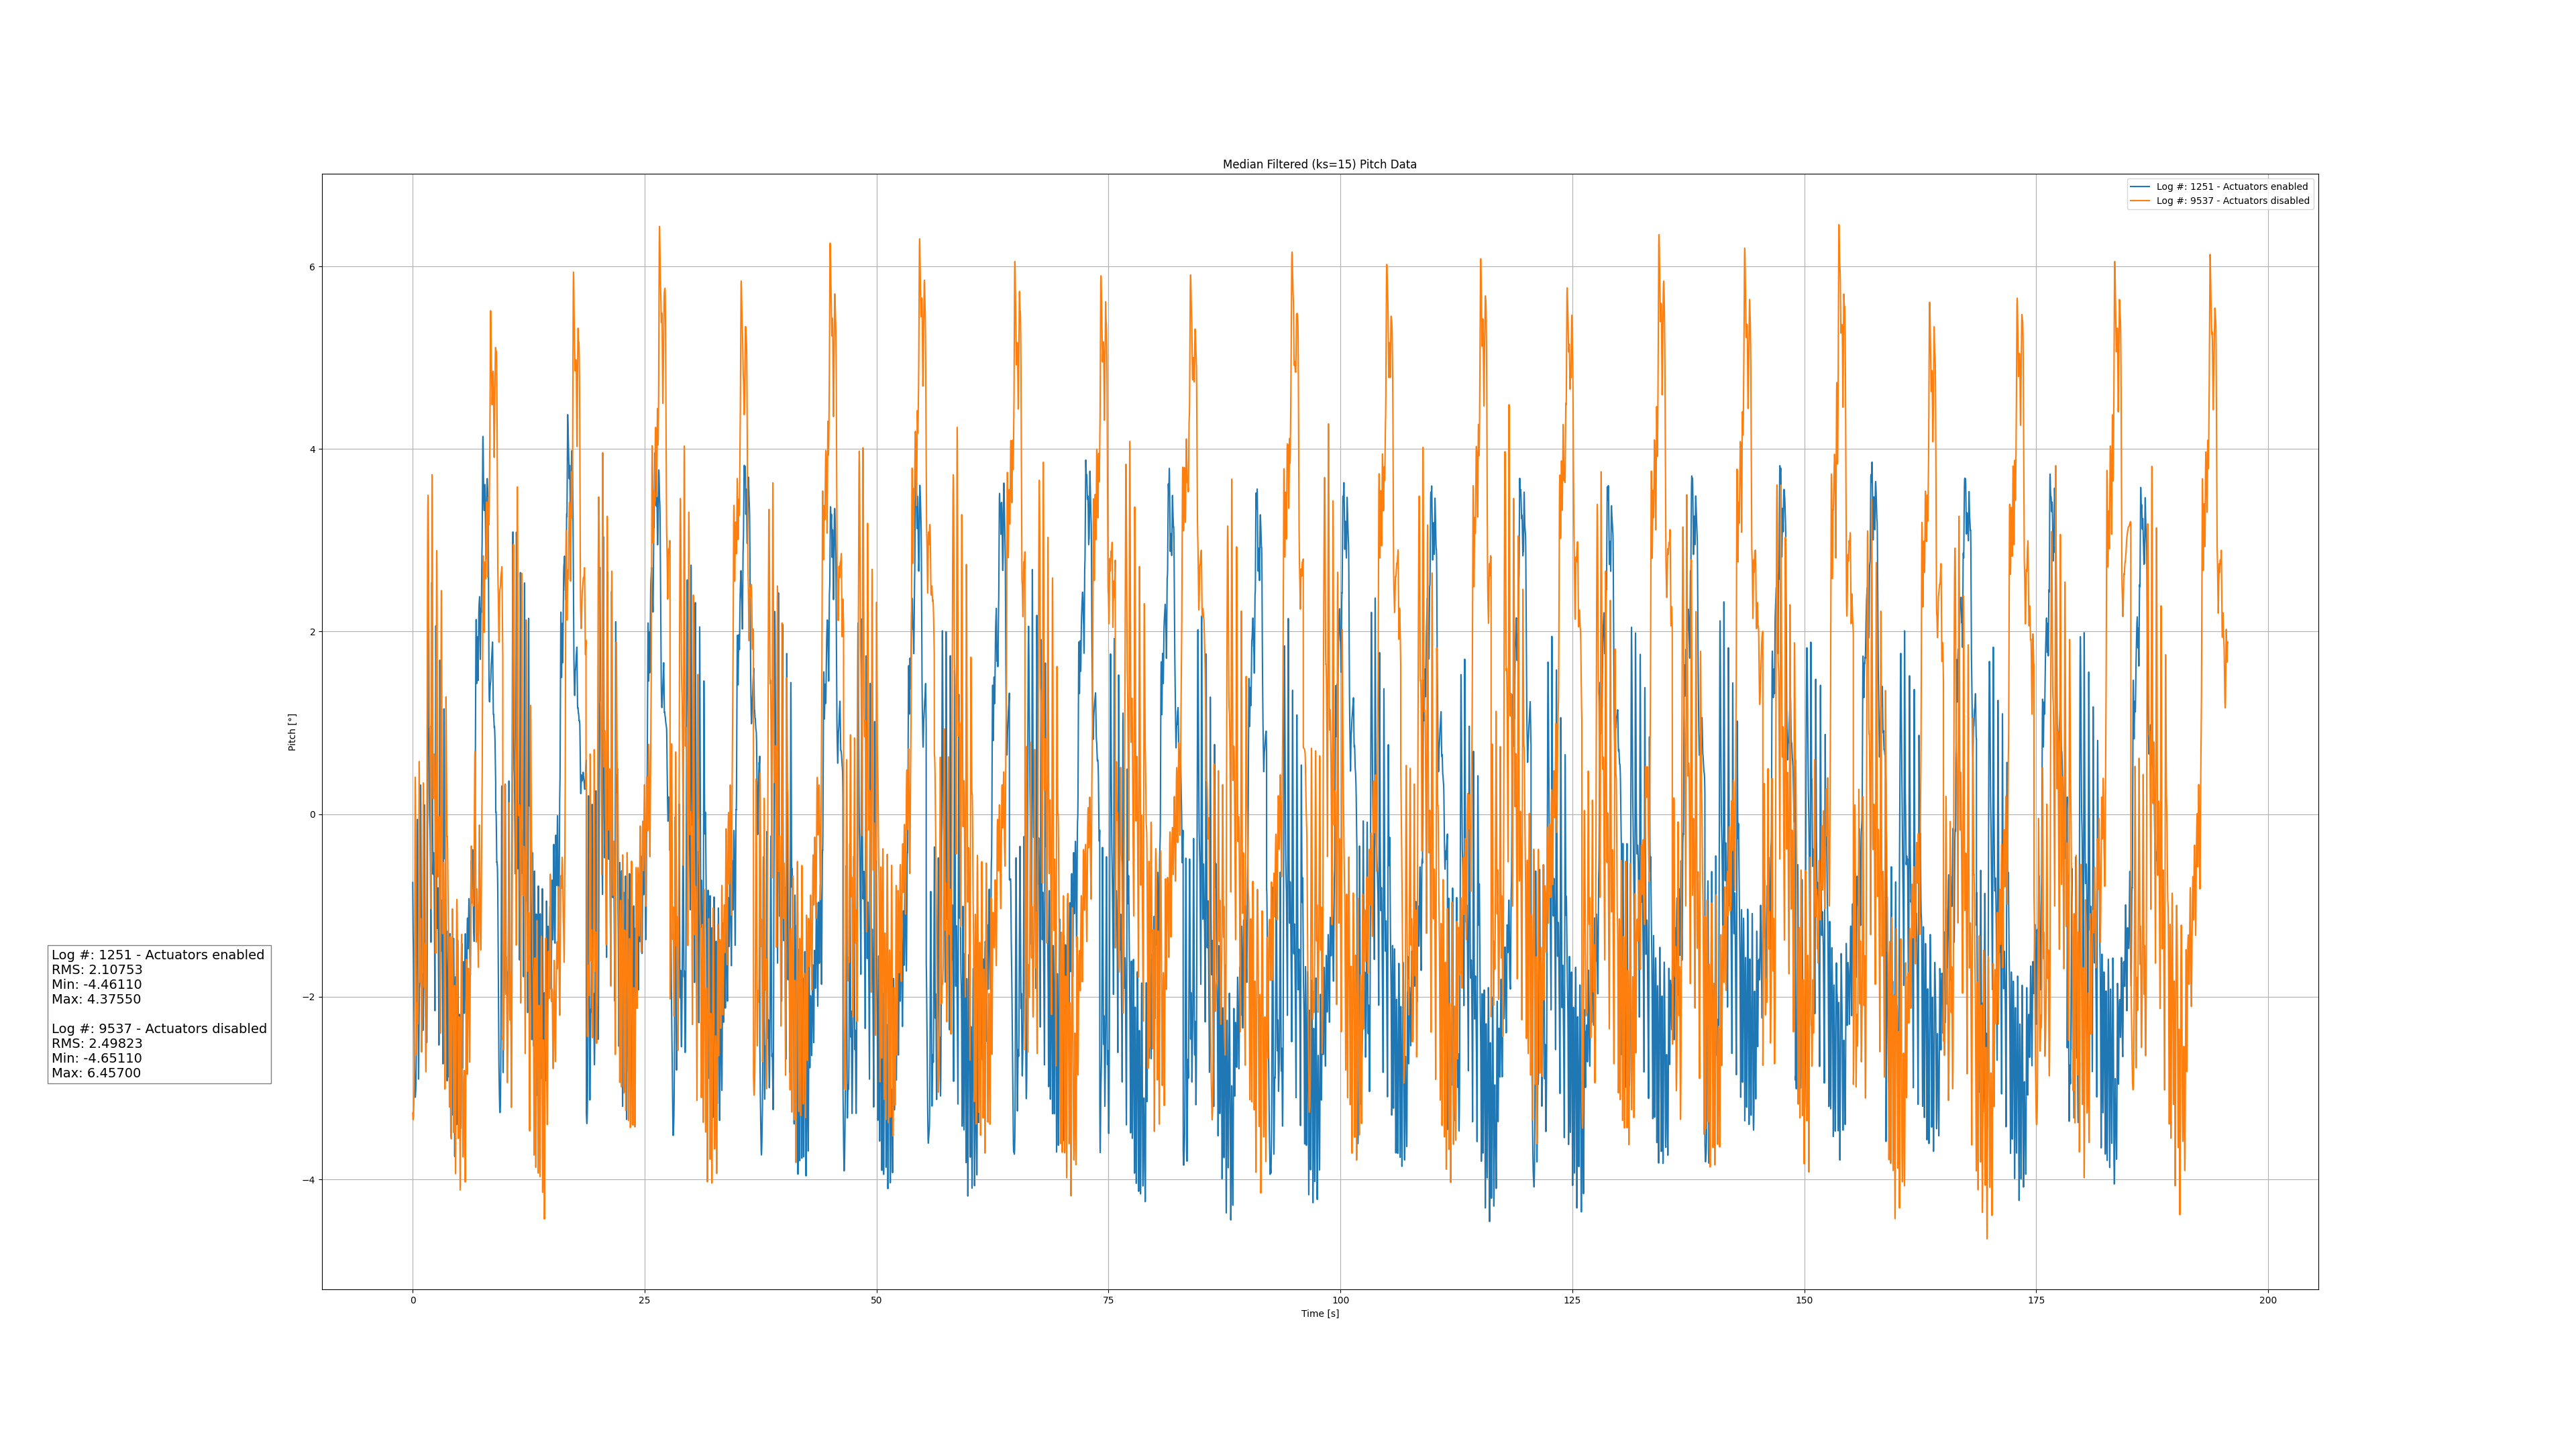 Median Filtered (ks=15) Pitch Data
Log #: 1251 - Actuators enabled
Log #: 9537 - Actuators disabled
6
4
2
0
−2
−4
Pitch [°]
Log #: 1251 - Actuators enabled
RMS: 2.10753
Min: -4.46110
Max: 4.37550
Log #: 9537 - Actuators disabled
RMS: 2.49823
Min: -4.65110
Max: 6.45700
0 25 50 75 100 125 150 175 200
Time [s]